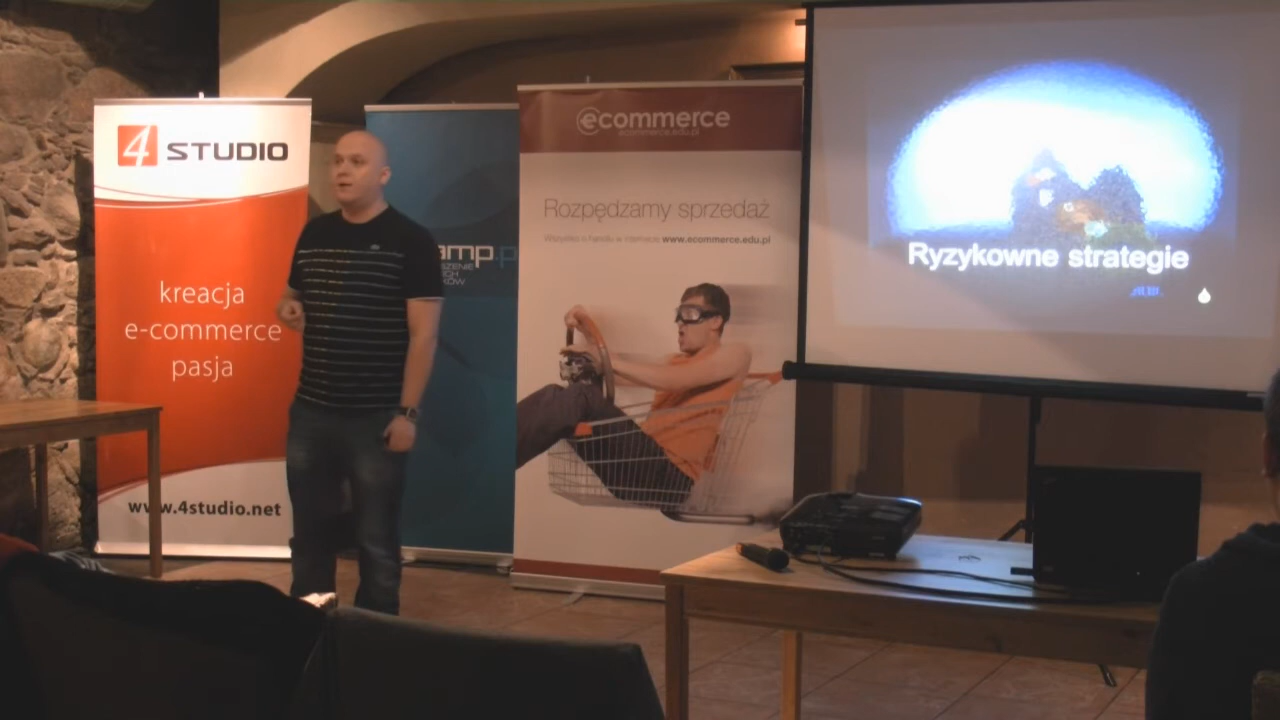 4 STUDIO
kreacja
e-commerce
pasja
www.4studio.net
amp.p
ecommerce
ecommerce.edu.pl
Rozpędzamy sprzedaż
Wszystko o handlu w internecie www.ecommerce.edu.pl
Ryzykowne strategie